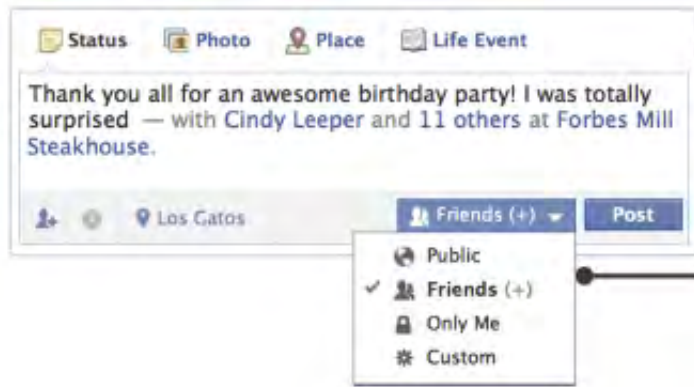 Status Photo Place Life Event
Thank you all for an awesome birthday party! I was totally
surprised — with Cindy Leeper and 11 others at Forbes Mill
Steakhouse.
Los Gatos Friends (+) Post
Public
Friends (+)
Only Me
Custom